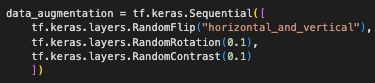 data_augmentation = tf.keras.Sequential([
    tf.keras.layers.RandomFlip("horizontal_and_vertical"),
    tf.keras.layers.RandomRotation(0.1),
    tf.keras.layers.RandomContrast(0.1)
    ])